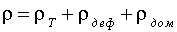 ρ = ρ_T + ρ_деф + ρ_дом